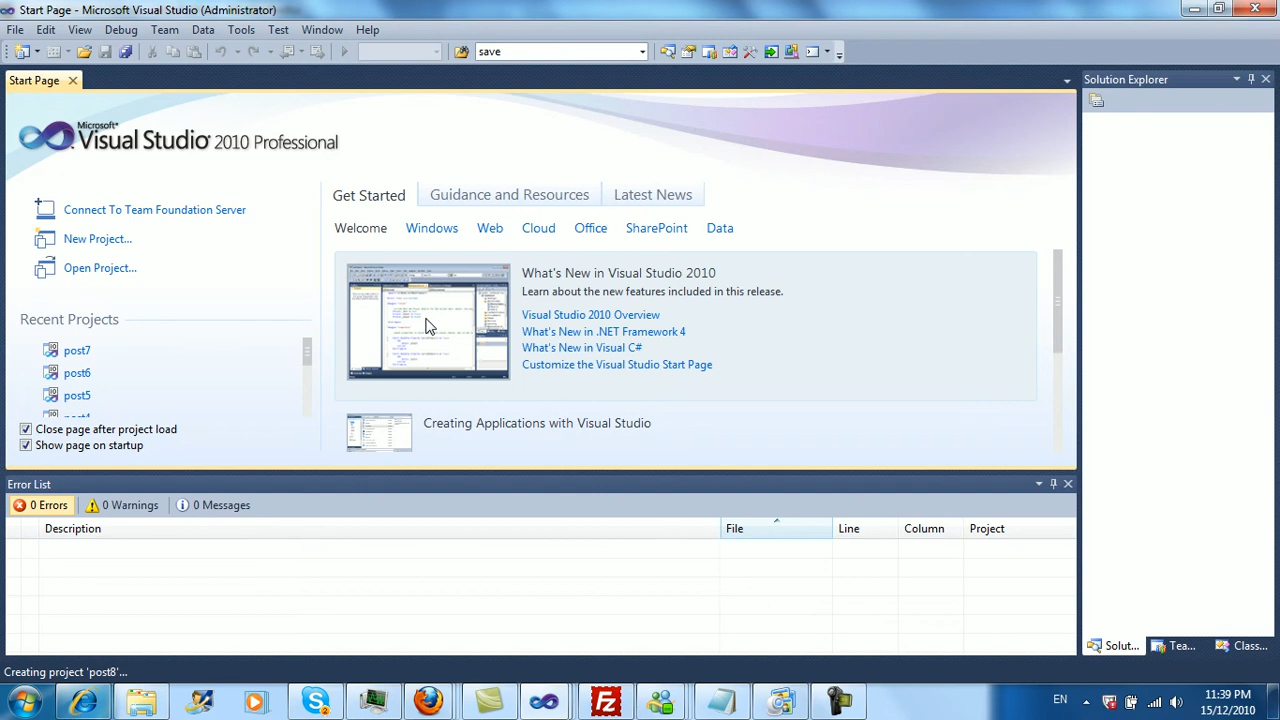 Start Page - Microsoft Visual Studio (Administrator)
File Edit View Debug Team Data Tools Test Window Help
save
Start Page
Solution Explorer
Microsoft®
Visual Studio® 2010 Professional
Connect To Team Foundation Server
New Project...
Open Project...
Recent Projects
post7
post6
post5
post4
Close page after project load
Show page on startup
Get Started Guidance and Resources Latest News
Welcome Windows Web Cloud Office SharePoint Data
What's New in Visual Studio 2010
Learn about the new features included in this release.
Visual Studio 2010 Overview
What's New in .NET Framework 4
What's New in Visual C#
Customize the Visual Studio Start Page
Creating Applications with Visual Studio
Error List
0 Errors 0 Warnings 0 Messages
Description File Line Column Project
Solut... Tea... Class...
Creating project 'post8'...
EN 11:39 PM
15/12/2010